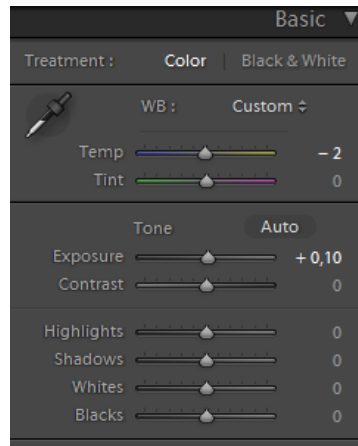 Basic
Treatment : Color | Black & White
WB : Custom
Temp - 2
Tint 0
Tone Auto
Exposure + 0,10
Contrast 0
Highlights 0
Shadows 0
Whites 0
Blacks 0